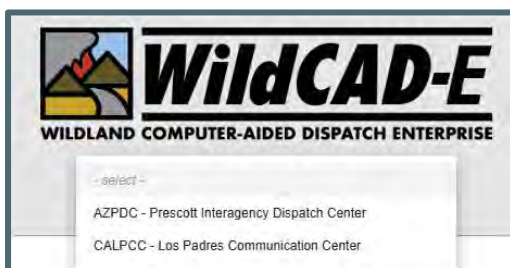 WildCAD-E
WILDLAND COMPUTER-AIDED DISPATCH ENTERPRISE
- select -
AZPDC - Prescott Interagency Dispatch Center
CALPCC - Los Padres Communication Center